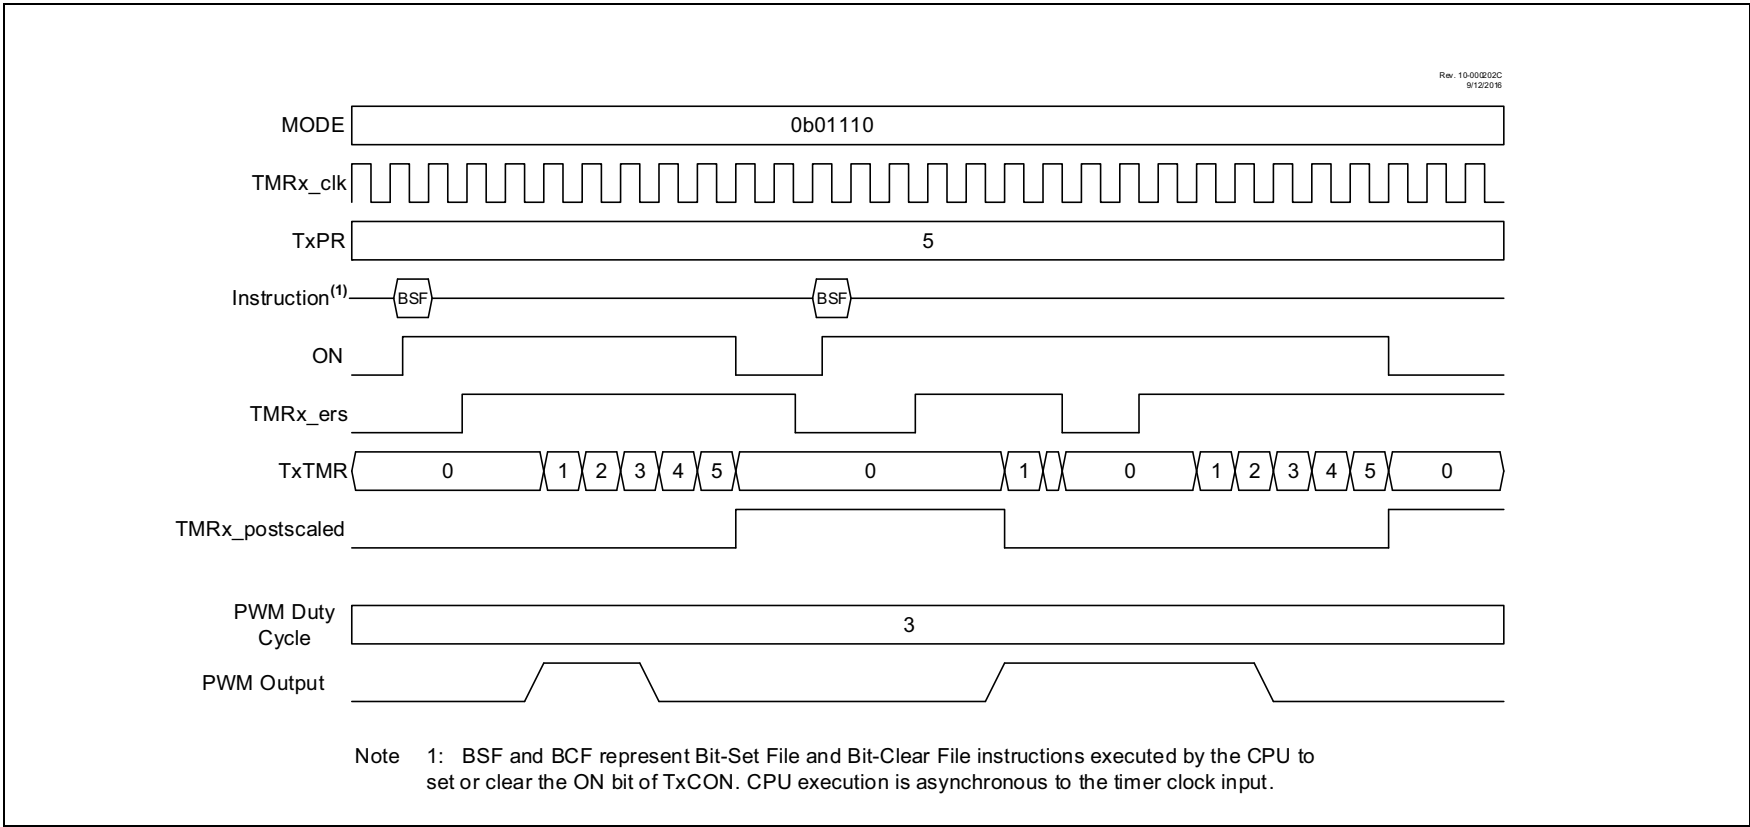 Rev. 10-000202C
9/12/2016
MODE 0b01110
TMRx_clk
TxPR 5
Instruction(1) BSF BSF
ON
TMRx_ers
TxTMR 0 1 2 3 4 5 0 1 0 1 2 3 4 5 0
TMRx_postscaled
PWM Duty
Cycle
3
PWM Output
Note 1: BSF and BCF represent Bit-Set File and Bit-Clear File instructions executed by the CPU to
set or clear the ON bit of TxCON. CPU execution is asynchronous to the timer clock input.